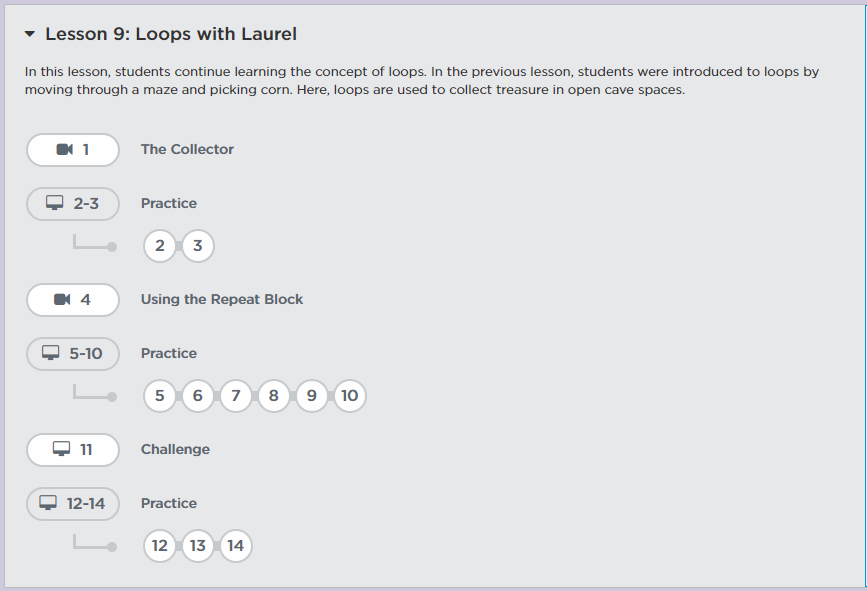 Lesson 9: Loops with Laurel
In this lesson, students continue learning the concept of loops. In the previous lesson, students were introduced to loops by
moving through a maze and picking corn. Here, loops are used to collect treasure in open cave spaces.
1 The Collector
2-3 Practice
2 3
4 Using the Repeat Block
5-10 Practice
5 6 7 8 9 10
11 Challenge
12-14 Practice
12 13 14